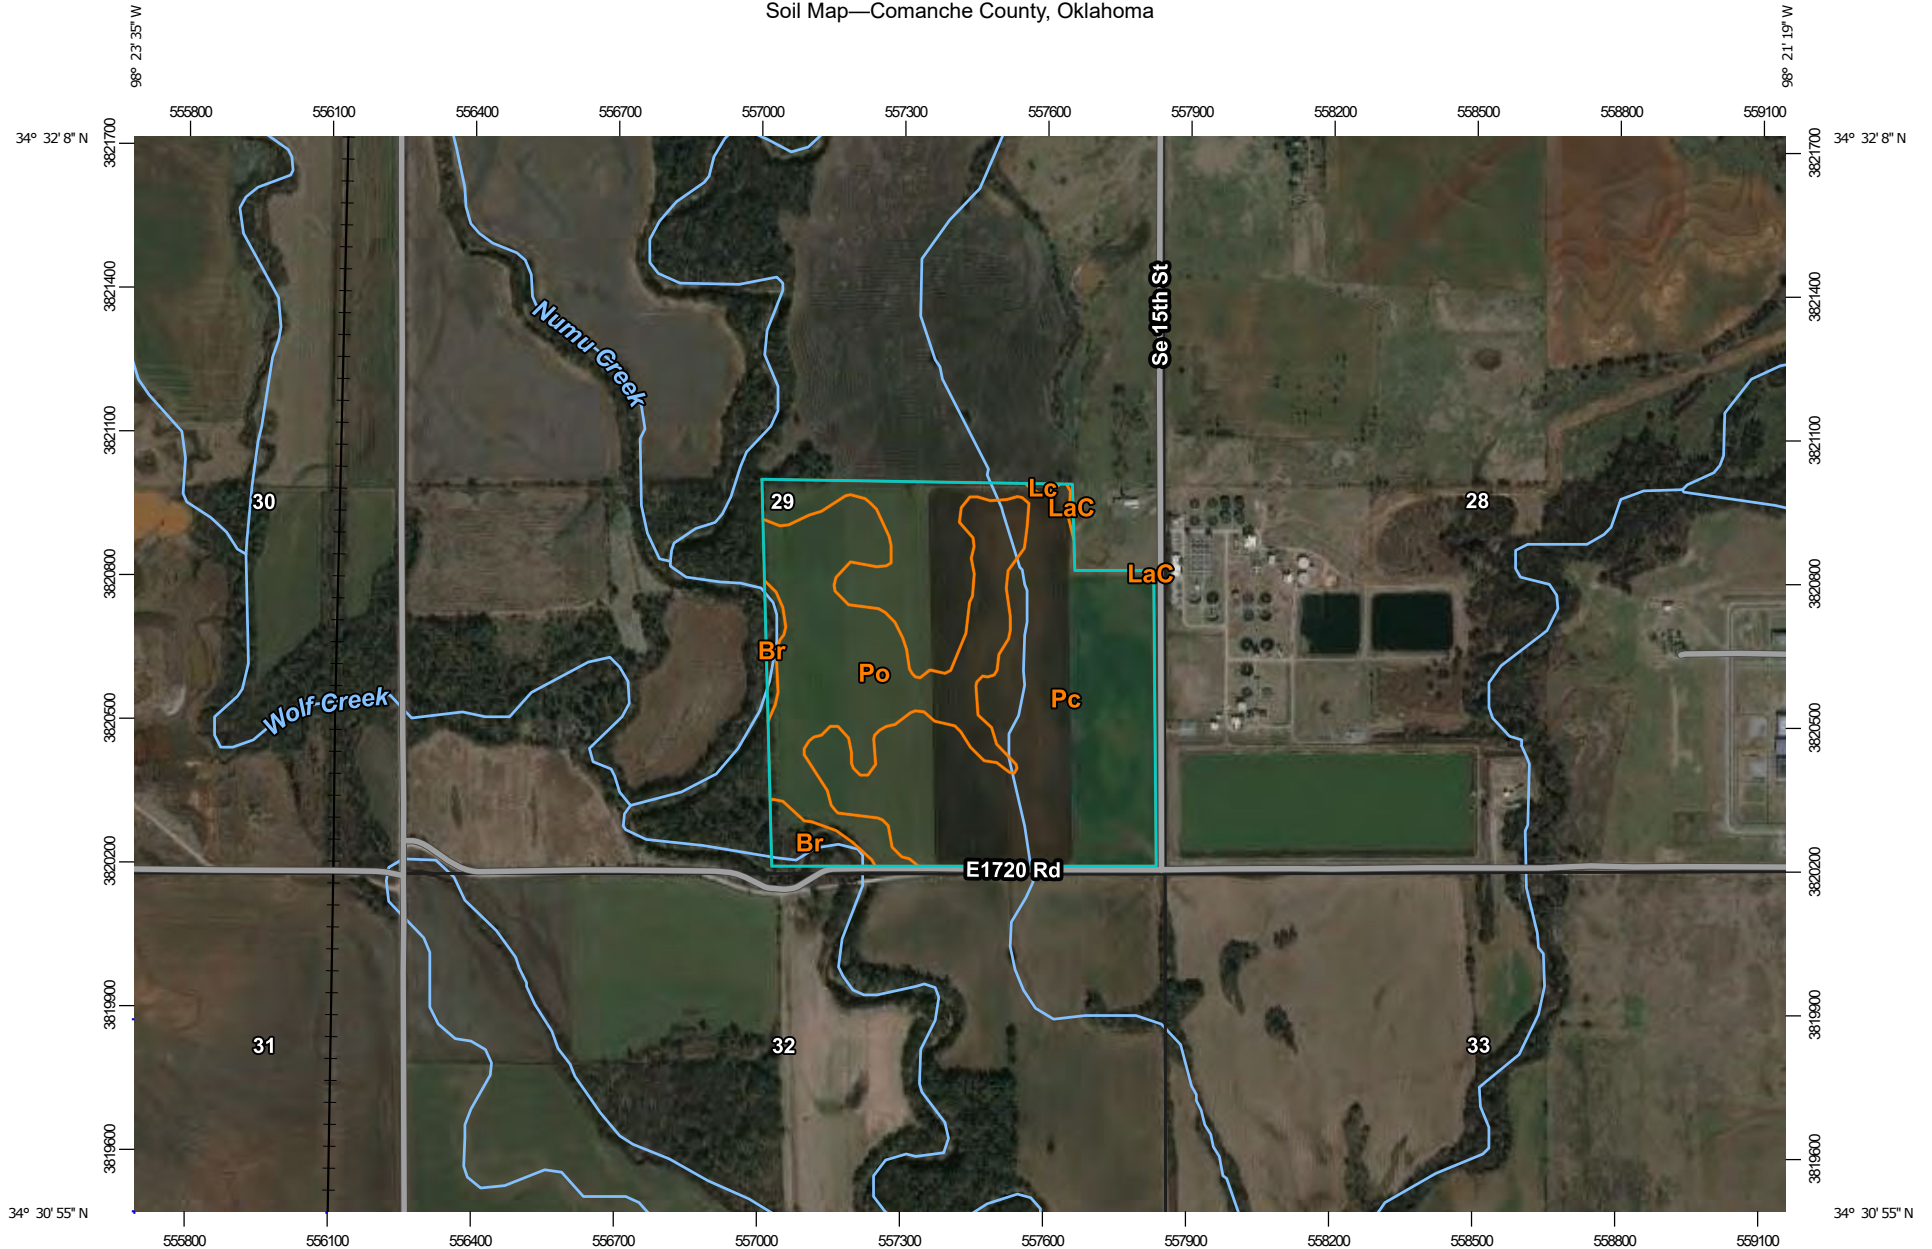 Soil Map—Comanche County, Oklahoma
98° 23' 35" W
98° 21' 19" W
555800 556100 556400 556700 557000 557300 557600 557900 558200 558500 558800 559100
34° 32' 8" N
34° 32' 8" N
3821700
3821700
3821400
3821400
Se 15th St
Numu Creek
3821100
3821100
30
29
Lc
LaC
28
3820800
LaC
3820800
Br
Po
Pc
Wolf Creek
3820500
3820500
Br
3820200
E1720 Rd
3820200
3819900
3819900
31
32
33
3819600
3819600
34° 30' 55" N
34° 30' 55" N
555800 556100 556400 556700 557000 557300 557600 557900 558200 558500 558800 559100